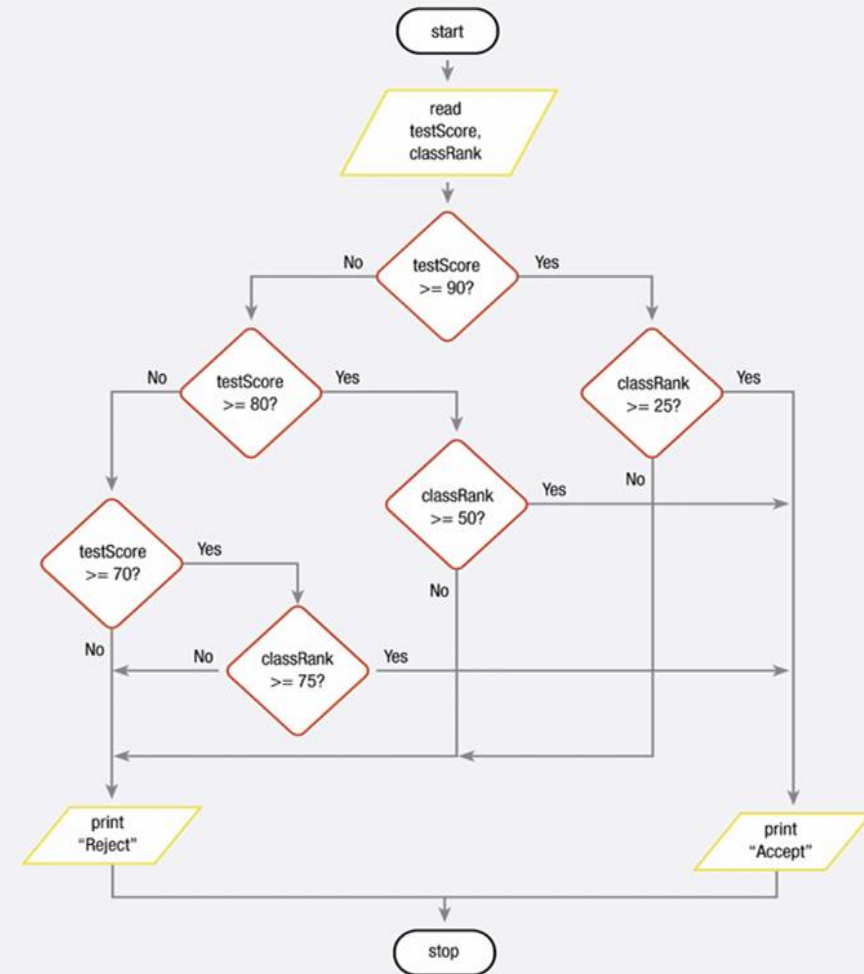 start
read
testScore,
classRank
testScore
>= 90?
No
Yes
testScore
>= 80?
No
Yes
classRank
>= 25?
Yes
No
classRank
>= 50?
Yes
No
testScore
>= 70?
Yes
No
classRank
>= 75?
No
Yes
print
“Reject”
print
“Accept”
stop